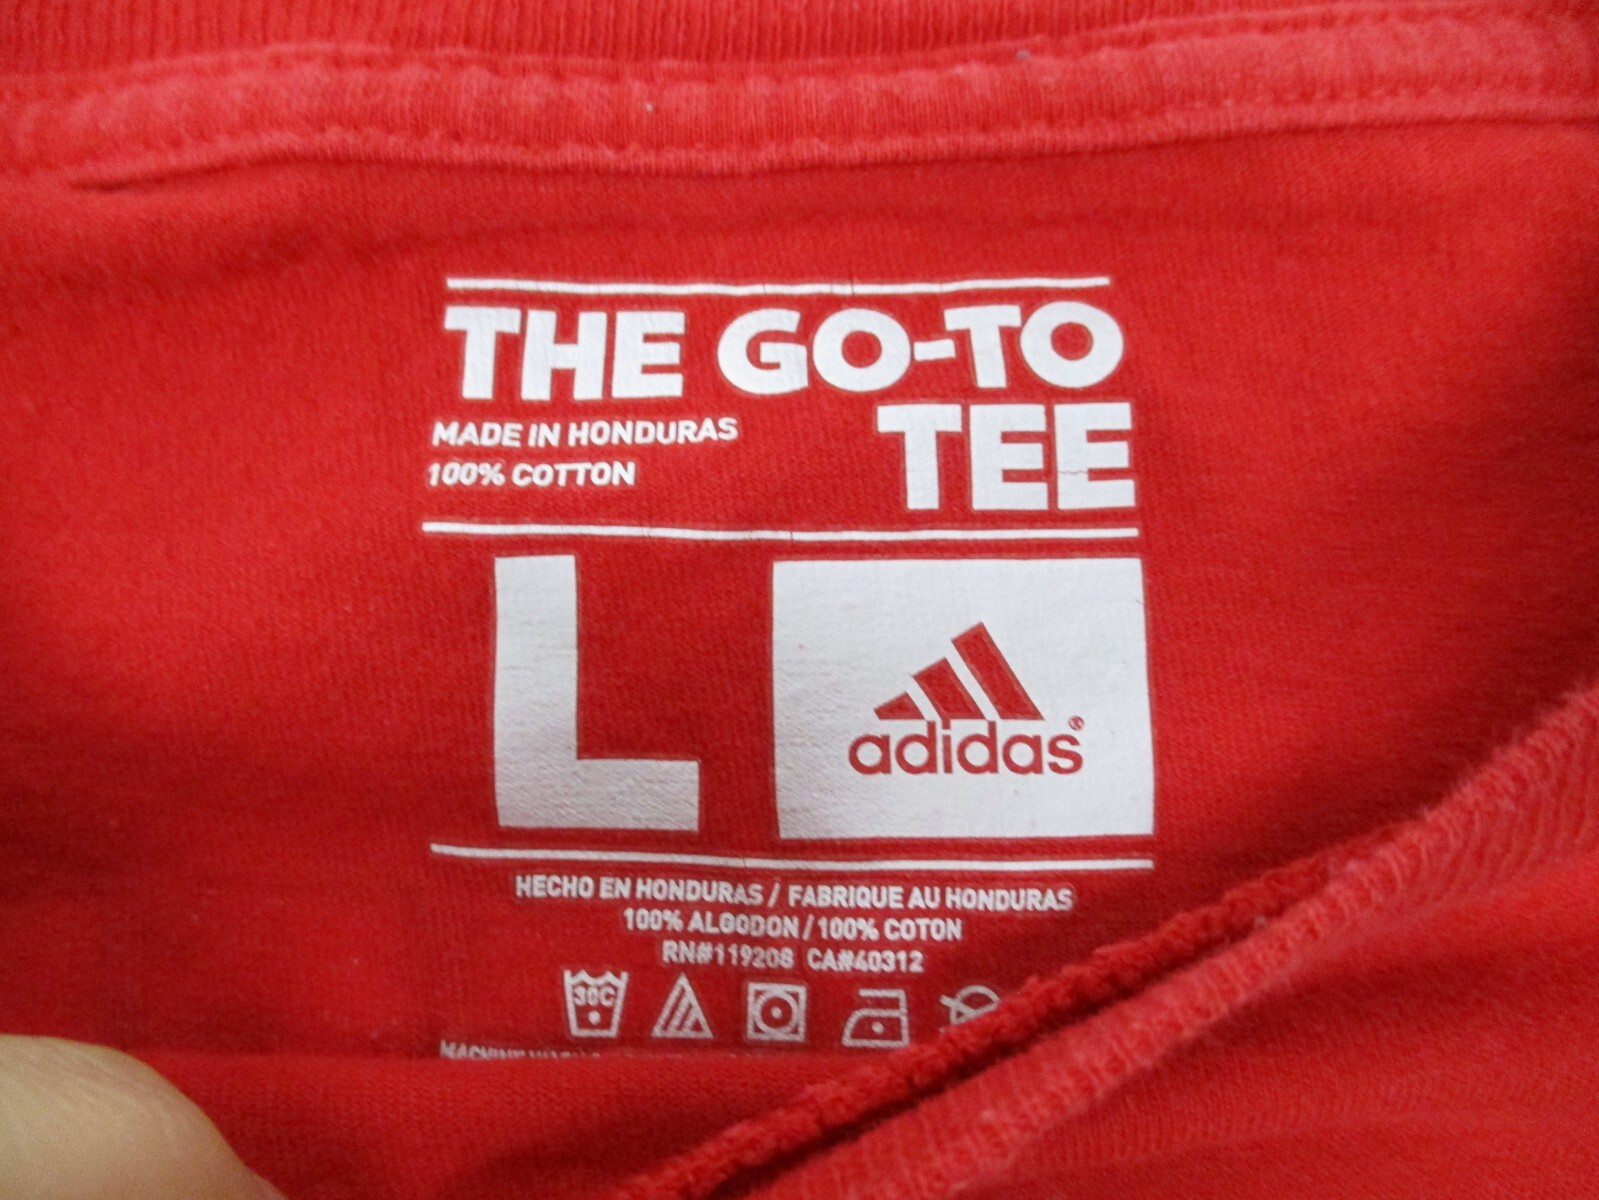 THE GO-TO
TEE
MADE IN HONDURAS
100% COTTON
L
adidas®
HECHO EN HONDURAS / FABRIQUE AU HONDURAS
100% ALGODON / 100% COTON
RN#119208 CA#40312
30C